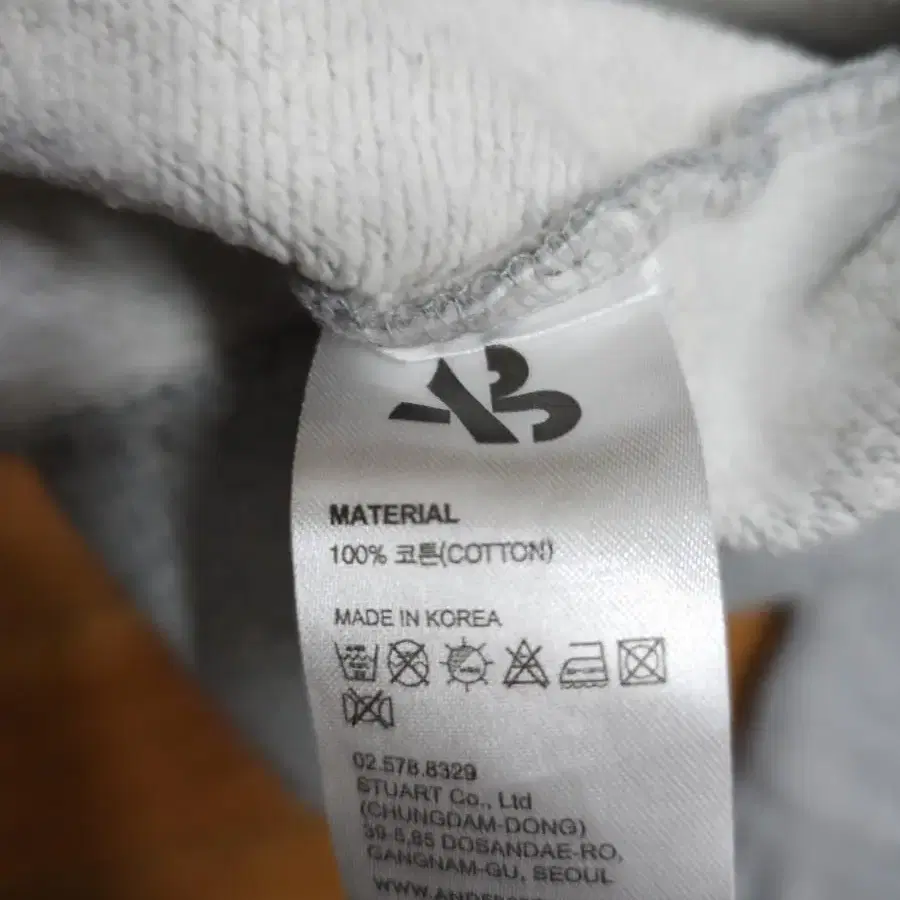 MATERIAL
100% 코튼(COTTON)
MADE IN KOREA
02.578.8329
STUART Co., Ltd
(CHUNGDAM-DONG)
39-5,85 DOSANDAE-RO,
GANGNAM-GU, SEOUL